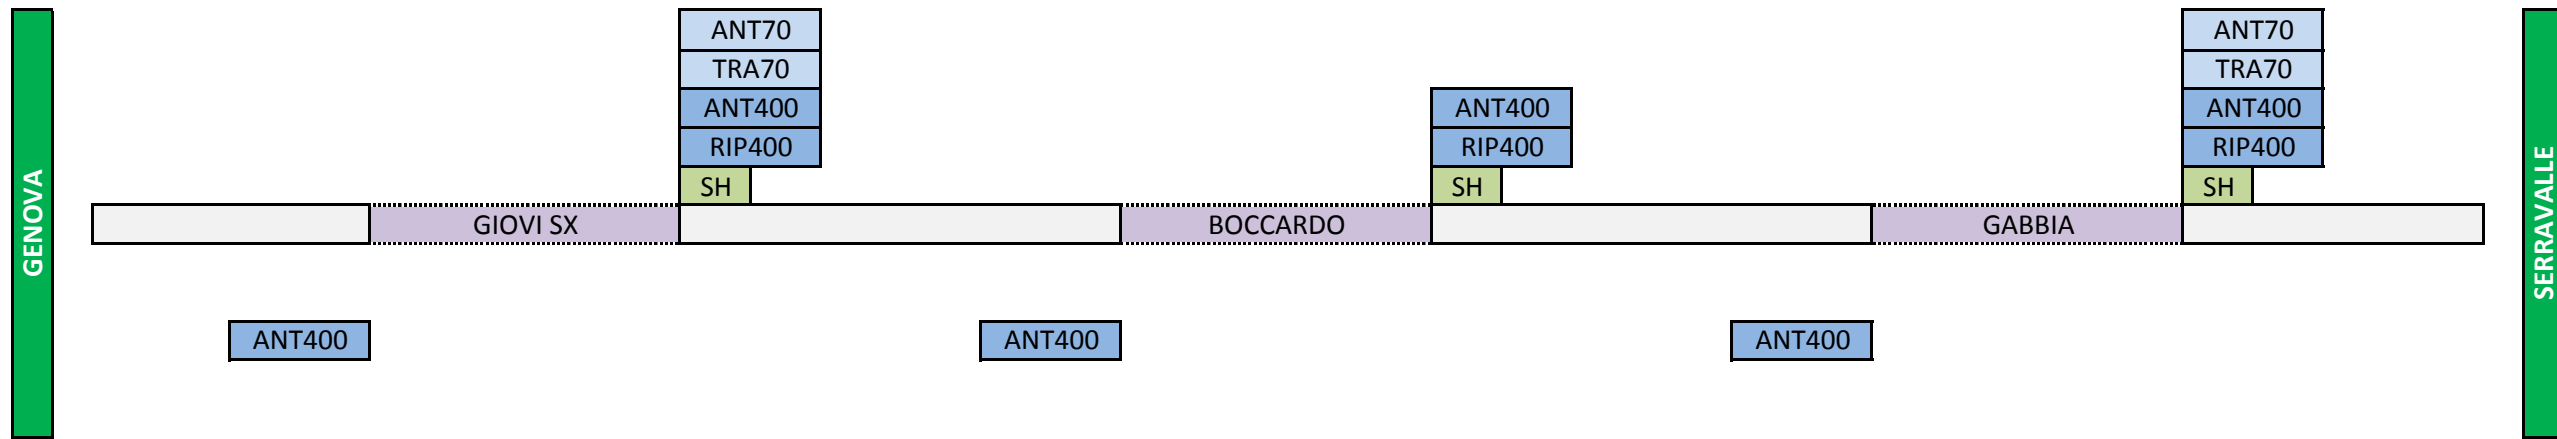 GENOVA
ANT70
TRA70
ANT400
RIP400
SH
ANT400
RIP400
SH
ANT70
TRA70
ANT400
RIP400
SH
GIOVI SX
BOCCARDO
GABBIA
ANT400
ANT400
ANT400
SERRAVALLE